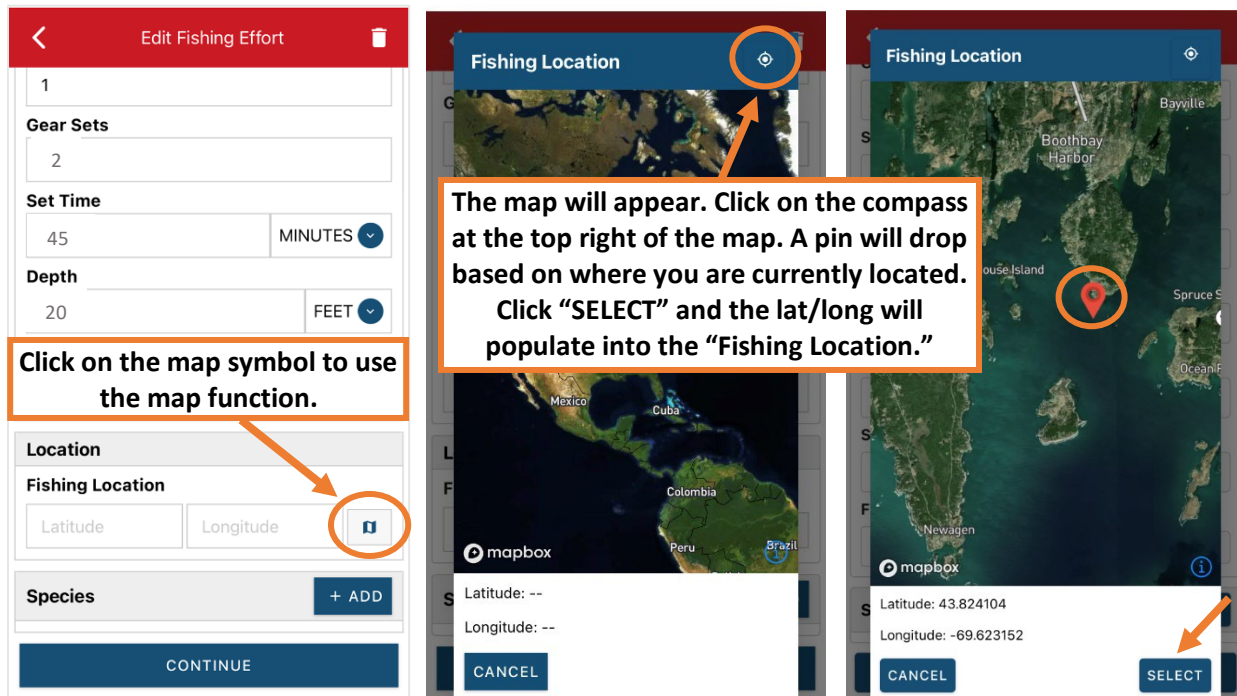 Edit Fishing Effort
1
Gear Sets
2
Set Time
45
MINUTES
Depth
20
FEET
Click on the map symbol to use
the map function.
Location
Fishing Location
Latitude
Longitude
Species
+ ADD
CONTINUE
Fishing Location
The map will appear. Click on the compass
at the top right of the map. A pin will drop
based on where you are currently located.
Click “SELECT” and the lat/long will
populate into the “Fishing Location.”
Mexico
Cuba
Colombia
Peru
Brazil
mapbox
Latitude: --
Longitude: --
CANCEL
Fishing Location
Bayville
Boothbay
Harbor
ouse Island
Spruce S
Ocean
Newagen
mapbox
Latitude: 43.824104
Longitude: -69.623152
CANCEL
SELECT